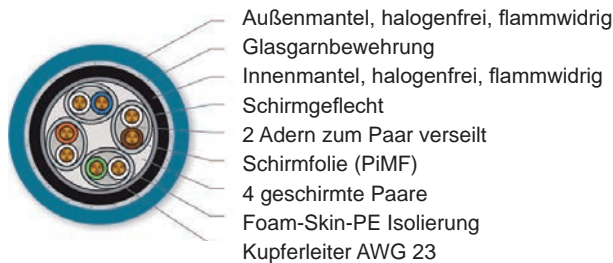 Außenmantel, halogenfrei, flammwidrig
Glasgarnbewehrung
Innenmantel, halogenfrei, flammwidrig
Schirmgeflecht
2 Adern zum Paar verseilt
Schirmfolie (PiMF)
4 geschirmte Paare
Foam-Skin-PE Isolierung
Kupferleiter AWG 23